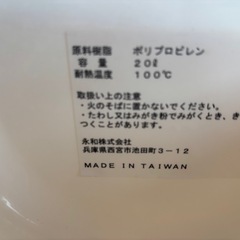 原料樹脂 ポリプロピレン
容量 20ℓ
耐熱温度 100℃
取扱い上の注意
・火のそばに置かないでください。
・たわし又はみがき粉でみがくとき、き
つくことがあります。
永和株式会社
兵庫県西宮市池田町3-12
MADE IN TAIWAN